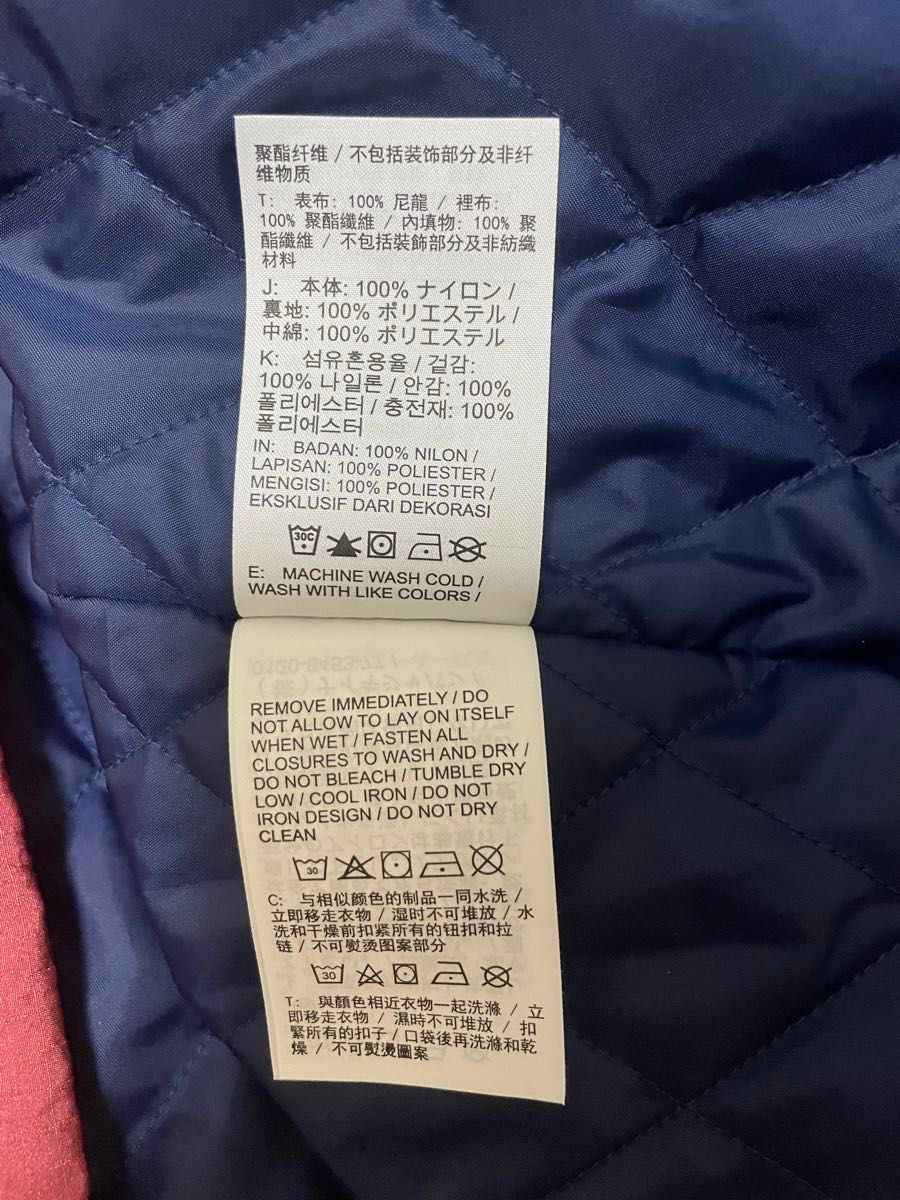 聚酯纤维 / 不包括装饰部分及非纤
维物质
T: 表布: 100% 尼龍 / 裡布:
100% 聚酯纖維 / 內填物: 100% 聚
酯纖維 / 不包括裝飾部分及非紡織
材料
J: 本体: 100% ナイロン /
裏地: 100% ポリエステル /
中綿: 100% ポリエステル
K: 섬유혼용율 / 겉감:
100% 나일론 / 안감: 100%
폴리에스터 / 충전재: 100%
폴리에스터
IN: BADAN: 100% NILON /
LAPISAN: 100% POLIESTER /
MENGISI: 100% POLIESTER /
EKSKLUSIF DARI DEKORASI
30C
E: MACHINE WASH COLD /
WASH WITH LIKE COLORS /
REMOVE IMMEDIATELY / DO
NOT ALLOW TO LAY ON ITSELF
WHEN WET / FASTEN ALL
CLOSURES TO WASH AND DRY /
DO NOT BLEACH / TUMBLE DRY
LOW / COOL IRON / DO NOT
IRON DESIGN / DO NOT DRY
CLEAN
30
C: 与相似颜色的制品一同水洗 /
立即移走衣物 / 湿时不可堆放 / 水
洗和干燥前扣紧所有的钮扣和拉
链 / 不可熨烫图案部分
30
T: 與顏色相近衣物一起洗滌 / 立
即移走衣物 / 濕時不可堆放 / 扣
緊所有的扣子 / 口袋後再洗滌和乾
燥 / 不可熨燙圖案